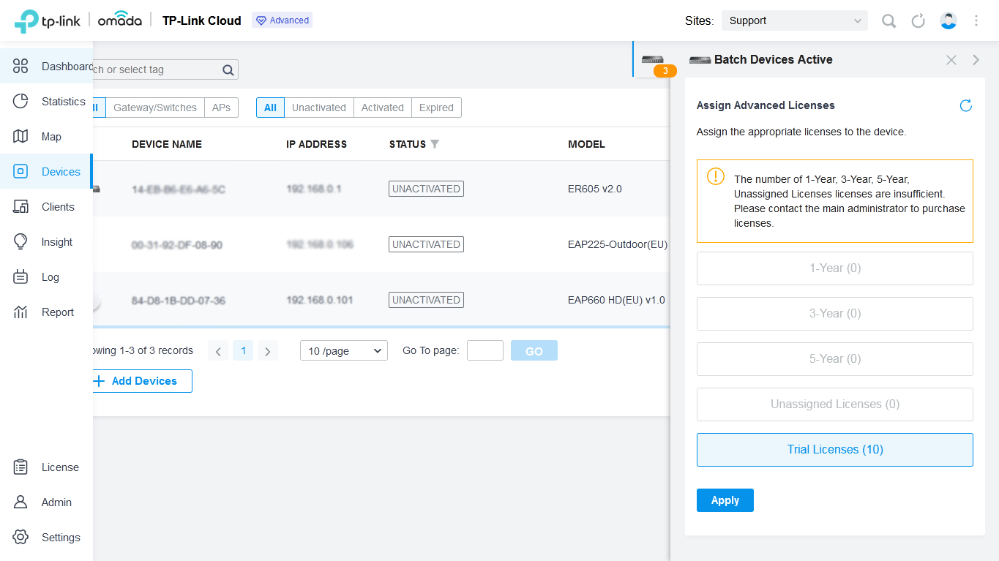 tp-link
omada
TP-Link Cloud
Advanced
Sites:
Support
Dashboard
Statistics
Map
Devices
Clients
Insight
Log
Report
License
Admin
Settings
ch or select tag
ll
Gateway/Switches
APs
All
Unactivated
Activated
Expired
DEVICE NAME
IP ADDRESS
STATUS
MODEL
14-EB-B6-E6-A6-5C
192.168.0.1
UNACTIVATED
ER605 v2.0
00-31-92-DF-08-90
192.168.0.106
UNACTIVATED
EAP225-Outdoor(EU)
84-D8-1B-DD-07-36
192.168.0.101
UNACTIVATED
EAP660 HD(EU) v1.0
owing 1-3 of 3 records
1
10 /page
Go To page:
GO
Add Devices
3
Batch Devices Active
Assign Advanced Licenses
Assign the appropriate licenses to the device.
The number of 1-Year, 3-Year, 5-Year,
Unassigned Licenses licenses are insufficient.
Please contact the main administrator to purchase
licenses.
1-Year (0)
3-Year (0)
5-Year (0)
Unassigned Licenses (0)
Trial Licenses (10)
Apply